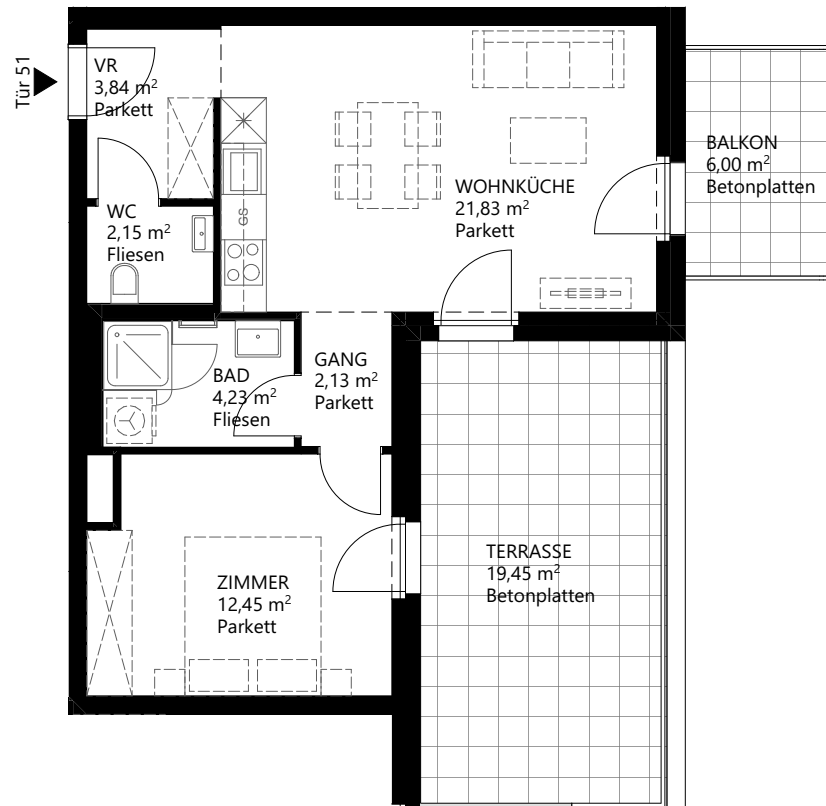 Tür 51
VR
3,84 m²
Parkett
WC
2,15 m²
Fliesen
GS
WOHNKÜCHE
21,83 m²
Parkett
BALKON
6,00 m²
Betonplatten
BAD
4,23 m²
Fliesen
GANG
2,13 m²
Parkett
ZIMMER
12,45 m²
Parkett
TERRASSE
19,45 m²
Betonplatten